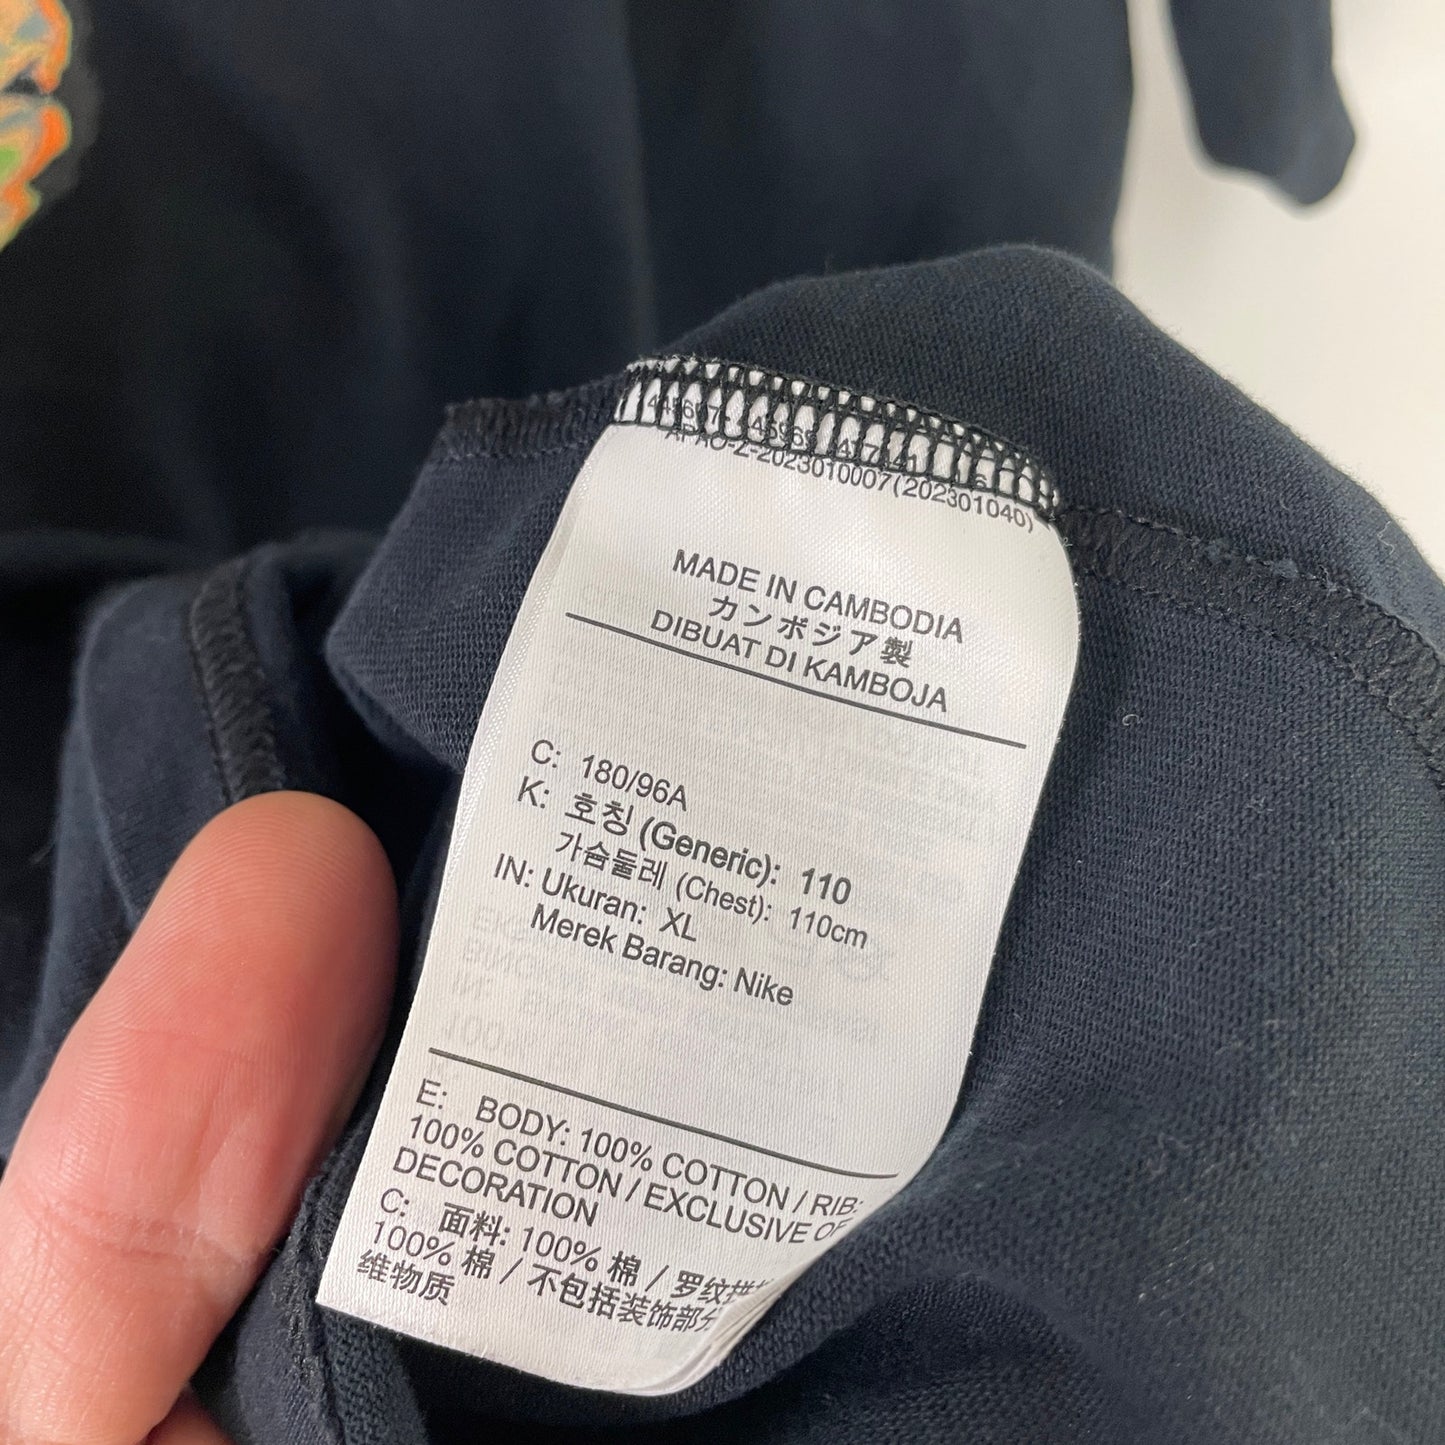 APAC-Z-2023010007(202301040)
MADE IN CAMBODIA
カンボジア製
DIBUAT DI KAMBOJA
C: 180/96A
K: 호칭 (Generic): 110
가슴둘레 (Chest): 110cm
IN: Ukuran: XL
Merek Barang: Nike
E: BODY: 100% COTTON / RIB:
100% COTTON / EXCLUSIVE OF
DECORATION
C: 面料: 100% 棉 / 罗纹拼
100% 棉 / 不包括装饰部分
维物质